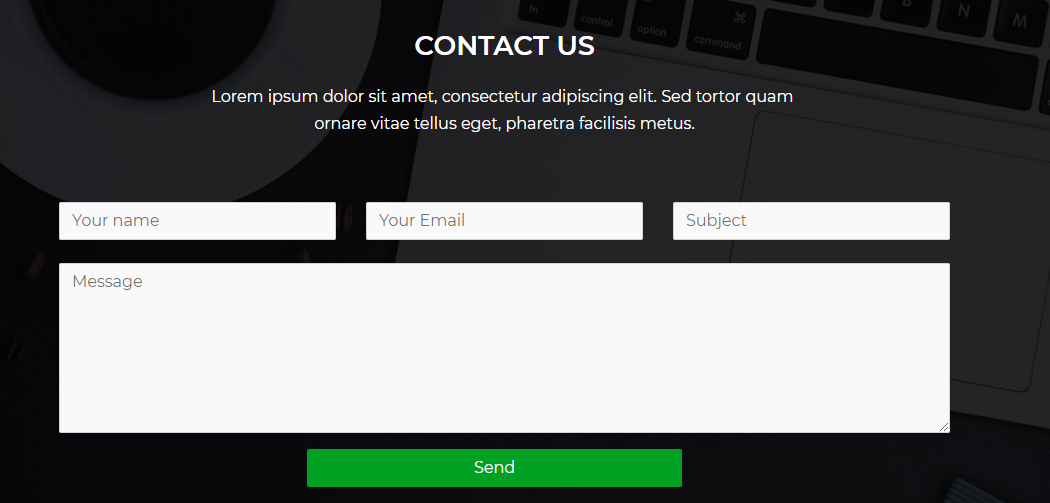 fn
control
option
⌘
command
B
N
M
CONTACT US
Lorem ipsum dolor sit amet, consectetur adipiscing elit. Sed tortor quam
ornare vitae tellus eget, pharetra facilisis metus.
Your name
Your Email
Subject
Message
Send